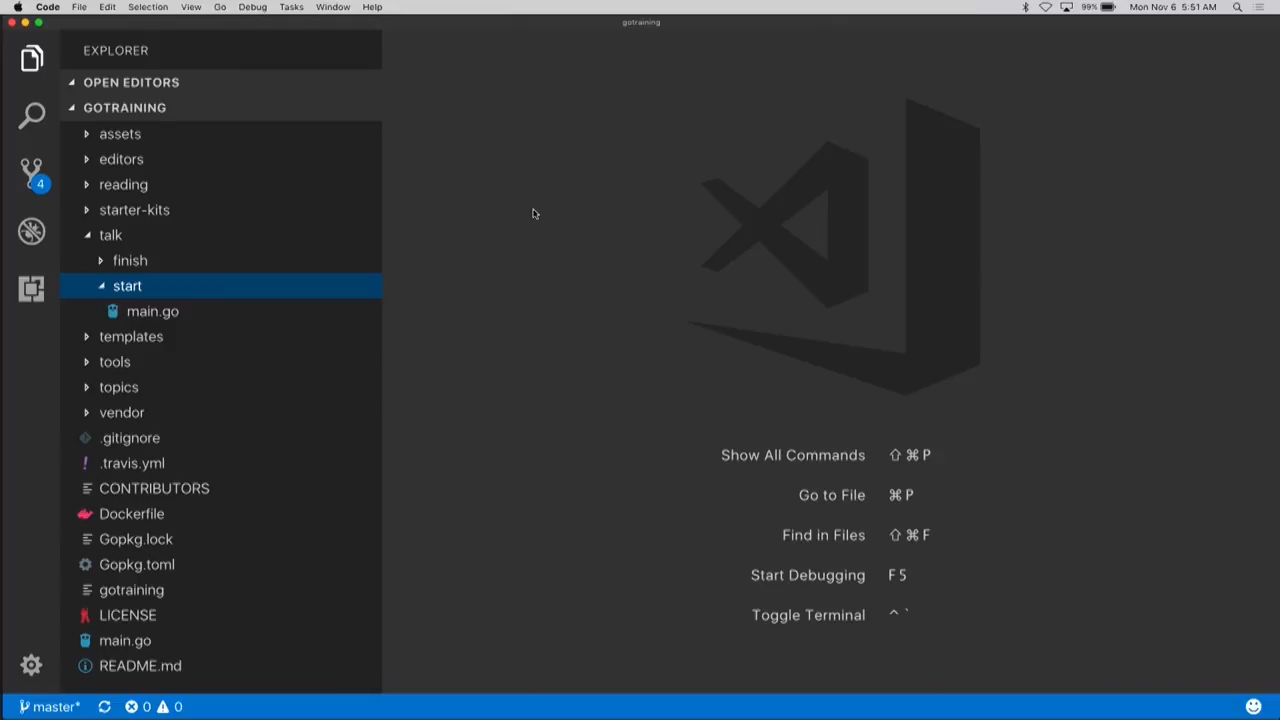 Code File Edit Selection View Go Debug Tasks Window Help 99% Mon Nov 6 5:51 AM
gotraining
EXPLORER
OPEN EDITORS
GOTRAINING
assets
editors
reading
starter-kits
talk
finish
start
main.go
templates
tools
topics
vendor
.gitignore
.travis.yml
CONTRIBUTORS
Dockerfile
Gopkg.lock
Gopkg.toml
gotraining
LICENSE
main.go
README.md
4
Show All Commands ⇧⌘P
Go to File ⌘P
Find in Files ⇧⌘F
Start Debugging F5
Toggle Terminal ^`
master* 0 0